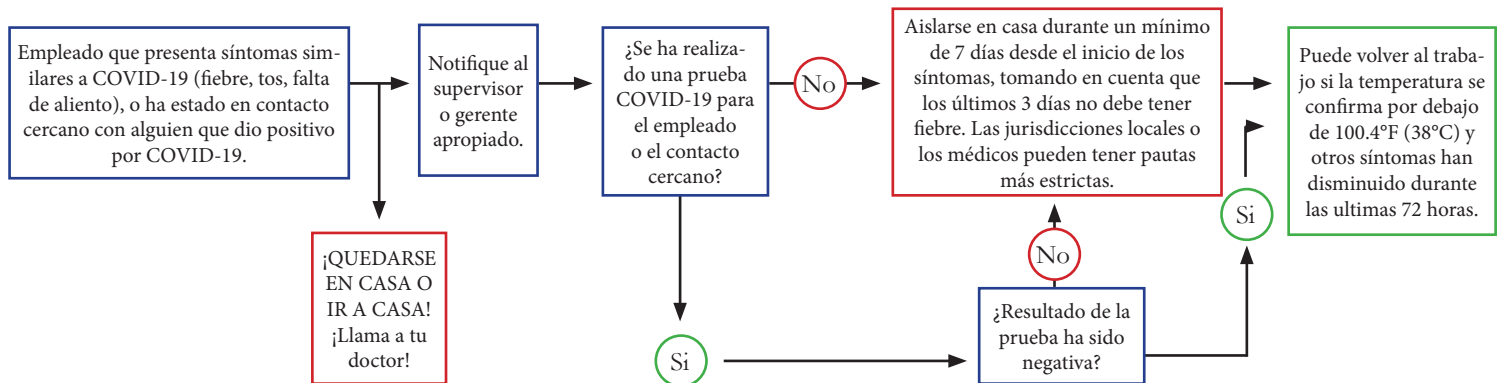 Empleado que presenta síntomas sim-
ilares a COVID-19 (fiebre, tos, falta
de aliento), o ha estado en contacto
cercano con alguien que dio positivo
por COVID-19.
¡QUEDARSE
EN CASA O
IR A CASA!
¡Llama a tu
doctor!
Notifique al
supervisor
o gerente
apropiado.
¿Se ha realiza-
do una prueba
COVID-19 para
el empleado
o el contacto
cercano?
No
Aislarse en casa durante un mínimo
de 7 días desde el inicio de los
síntomas, tomando en cuenta que
los últimos 3 días no debe tener
fiebre. Las jurisdicciones locales o
los médicos pueden tener pautas
más estrictas.
Si
¿Resultado de la
prueba ha sido
negativa?
No
Si
Puede volver al traba-
jo si la temperatura se
confirma por debajo
de 100.4°F (38°C) y
otros síntomas han
disminuido durante
las ultimas 72 horas.